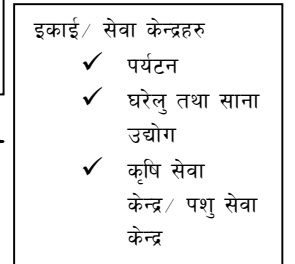 इकाई/ सेवा केन्द्रहरु
✓ पर्यटन
✓ घरेलु तथा साना
उद्योग
✓ कृषि सेवा
केन्द्र/ पशु सेवा
केन्द्र